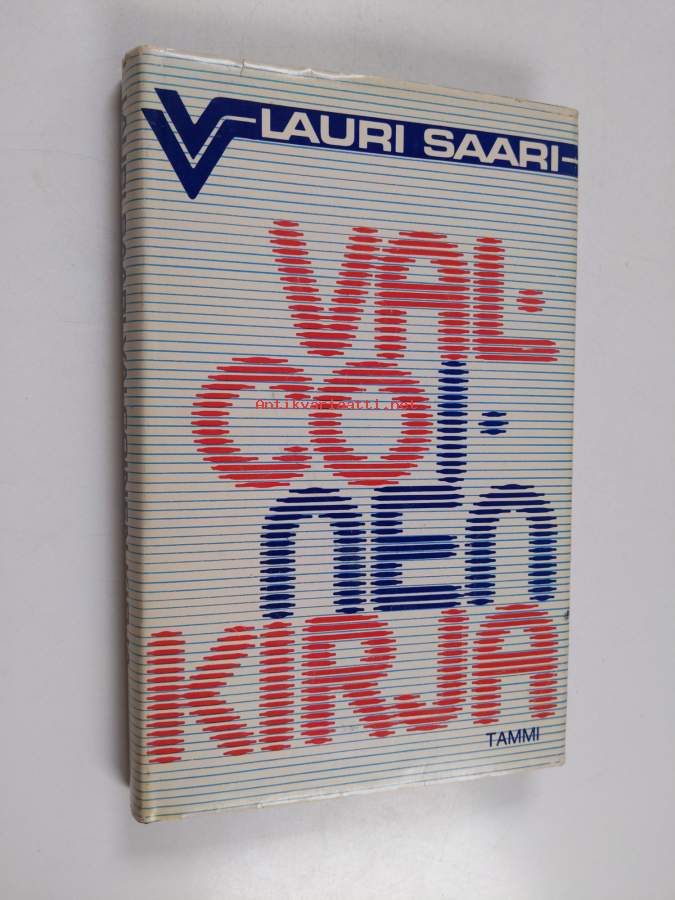 V LAURI SAARI
VAL-
COI-
NEN
KIRJA
TAMMI
Antikvariaatti.net